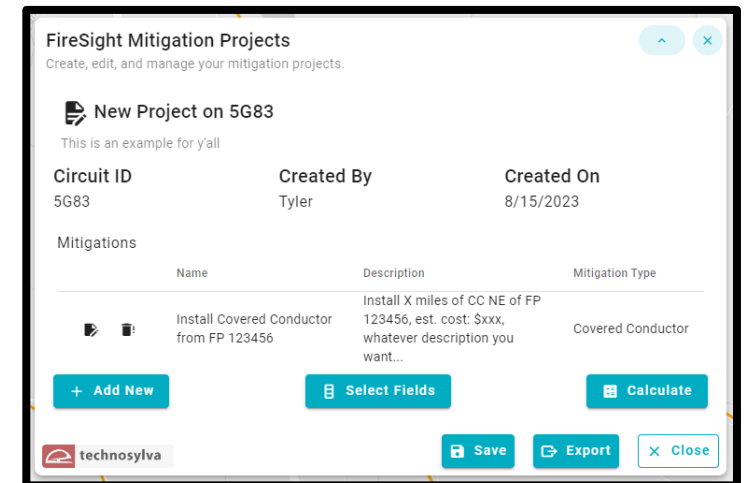 FireSight Mitigation Projects
Create, edit, and manage your mitigation projects.
New Project on 5G83
This is an example for y'all
Circuit ID Created By Created On
5G83 Tyler 8/15/2023
Mitigations
Name Description Mitigation Type
Install Covered Conductor from FP 123456
Install X miles of CC NE of FP
123456, est. cost: $xxx,
whatever description you
want...
Covered Conductor
+ Add New Select Fields Calculate
technosylva Save Export X Close